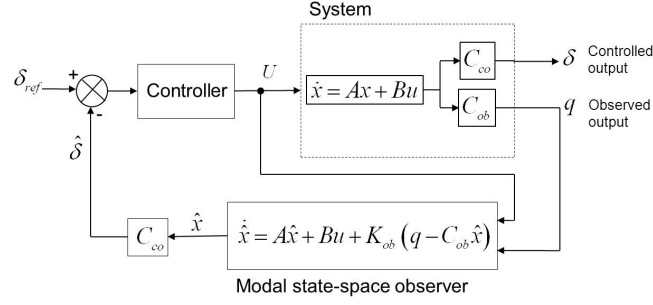 System
δ_ref
+
-
Controller
U
ẋ = Ax + Bu
C_co
δ Controlled output
C_ob
q Observed output
δ̂
C_co
x̂
x̂̇ = Ax̂ + Bu + K_ob (q − C_ob x̂)
Modal state-space observer